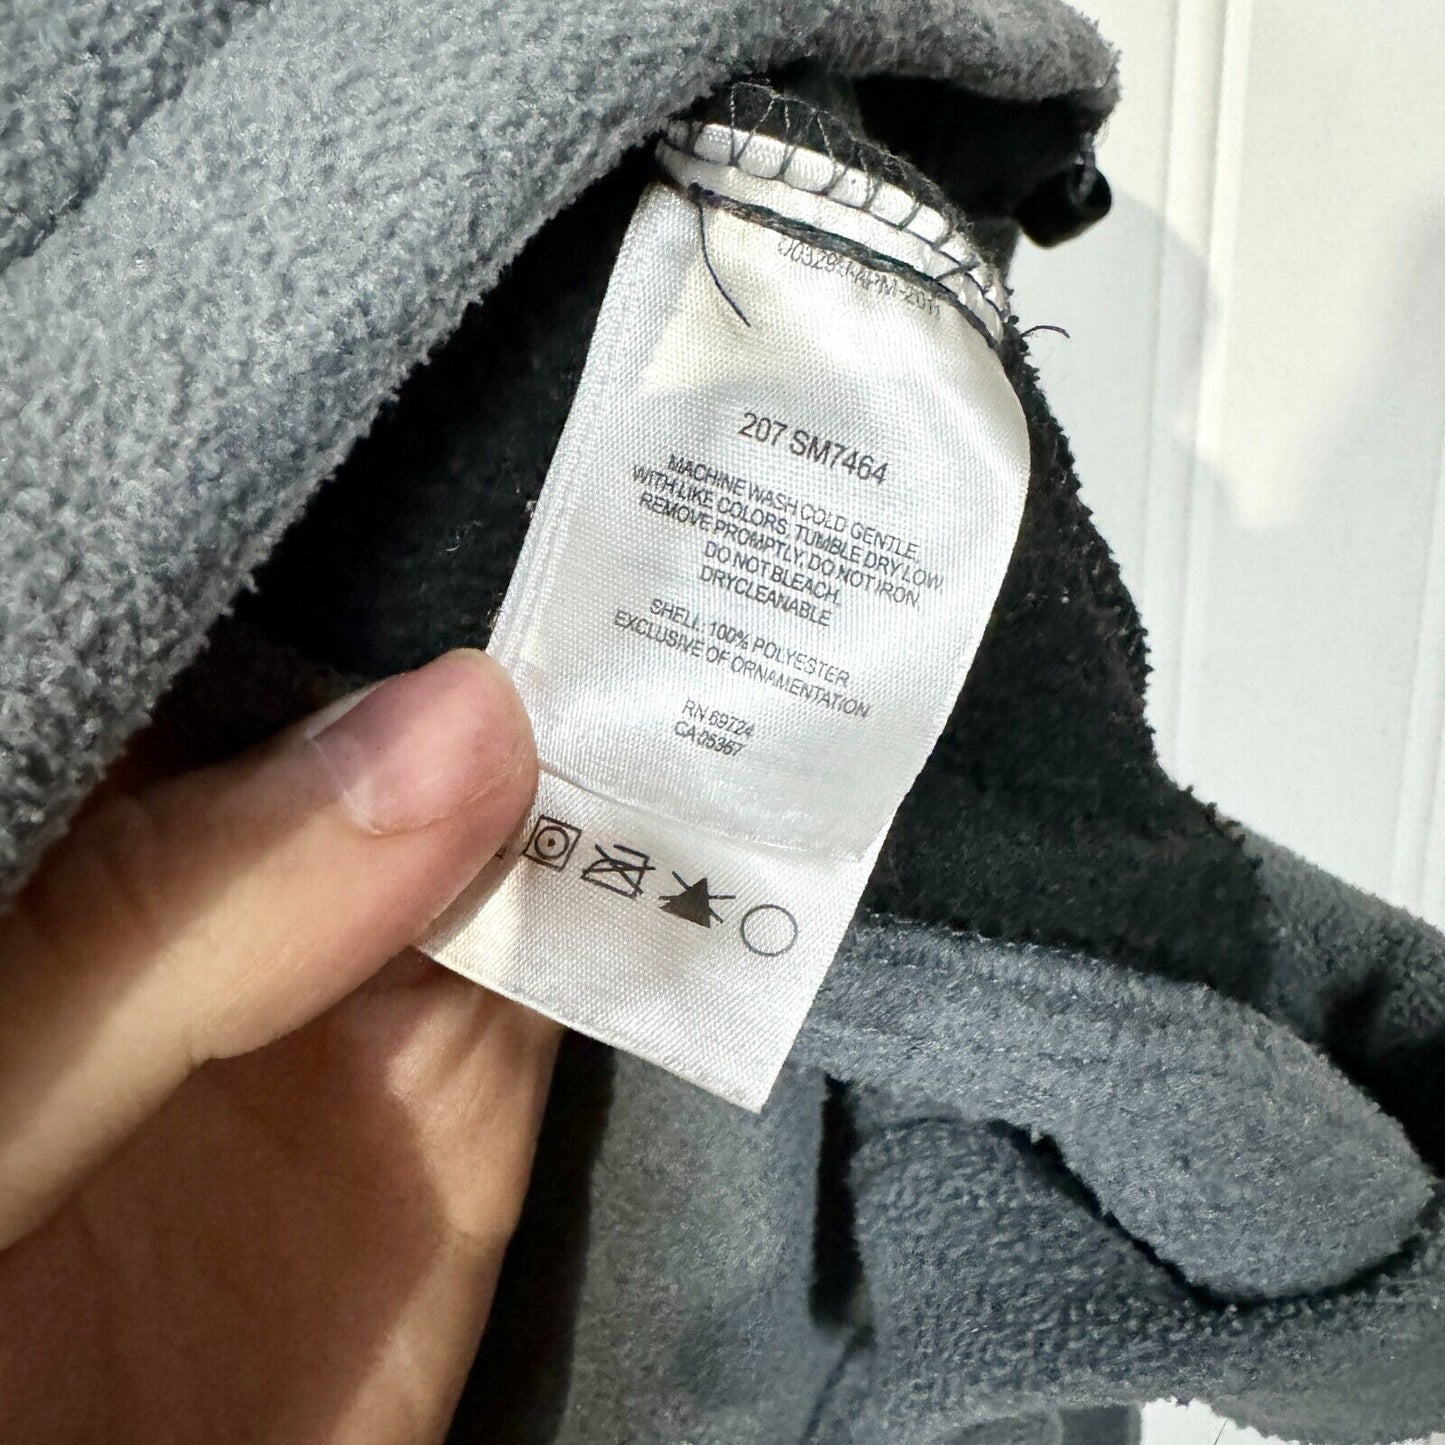 207 SM7464
MACHINE WASH COLD GENTLE,
WITH LIKE COLORS, TUMBLE DRY LOW,
REMOVE PROMPTLY, DO NOT IRON,
DO NOT BLEACH,
DRYCLEANABLE
SHELL: 100% POLYESTER
EXCLUSIVE OF ORNAMENTATION
RN 69724
CA 05367